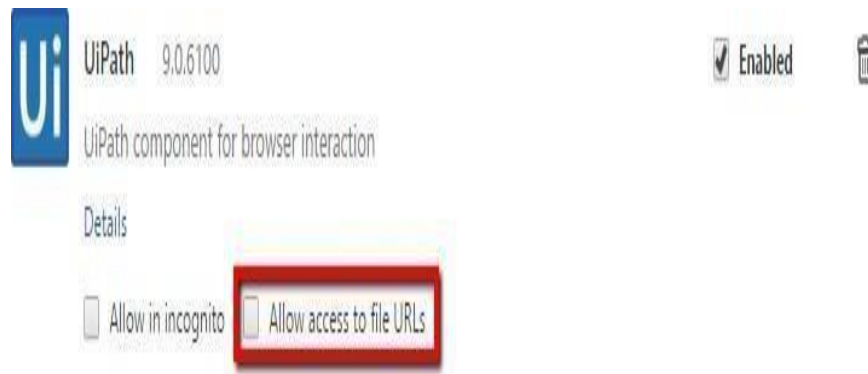 Ui
UiPath 9.0.6100 Enabled
UiPath component for browser interaction
Details
Allow in incognito Allow access to file URLs